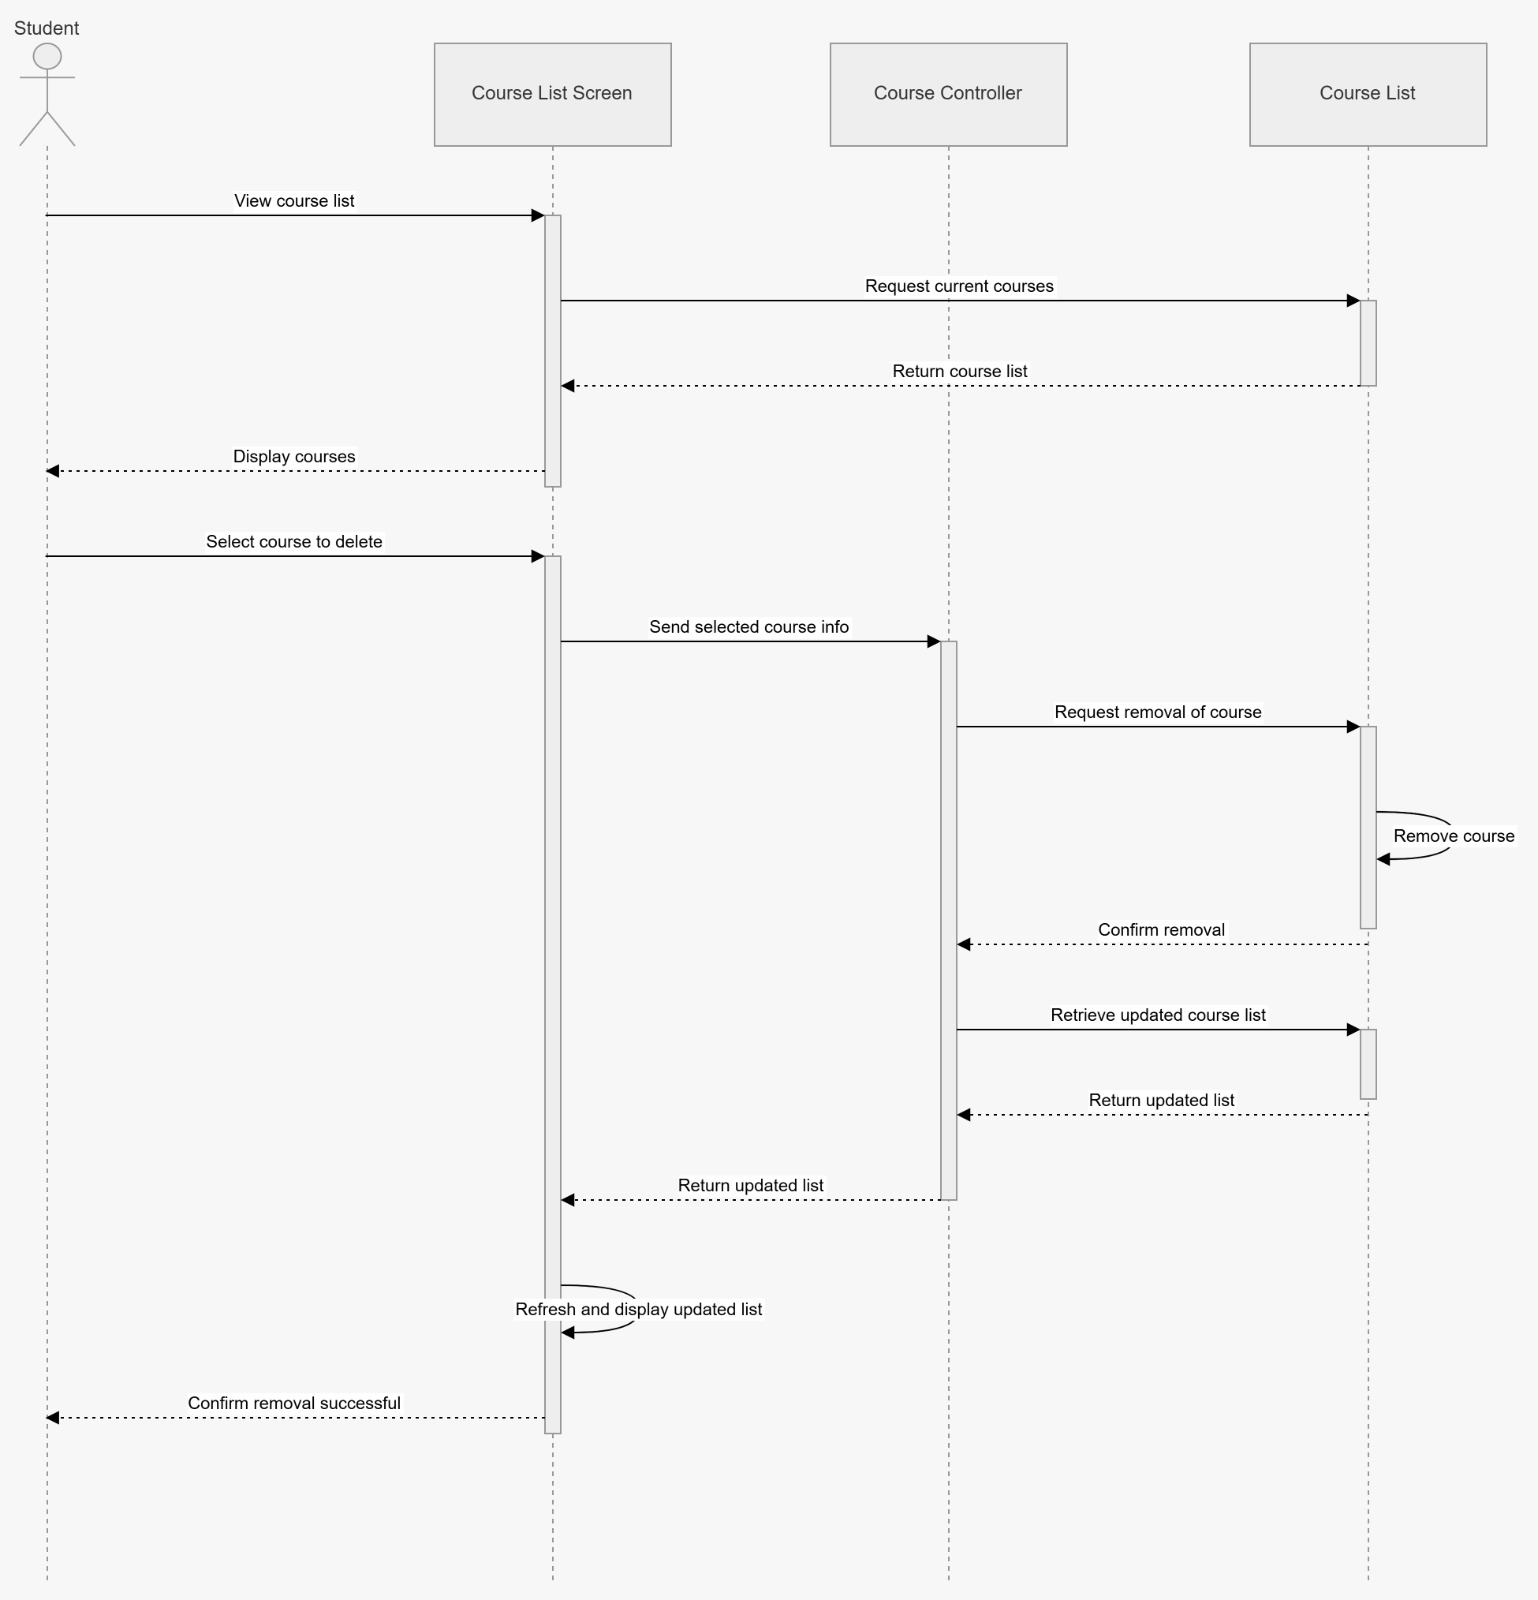 Student
Course List Screen
Course Controller
Course List
View course list
Request current courses
Return course list
Display courses
Select course to delete
Send selected course info
Request removal of course
Remove course
Confirm removal
Retrieve updated course list
Return updated list
Return updated list
Refresh and display updated list
Confirm removal successful